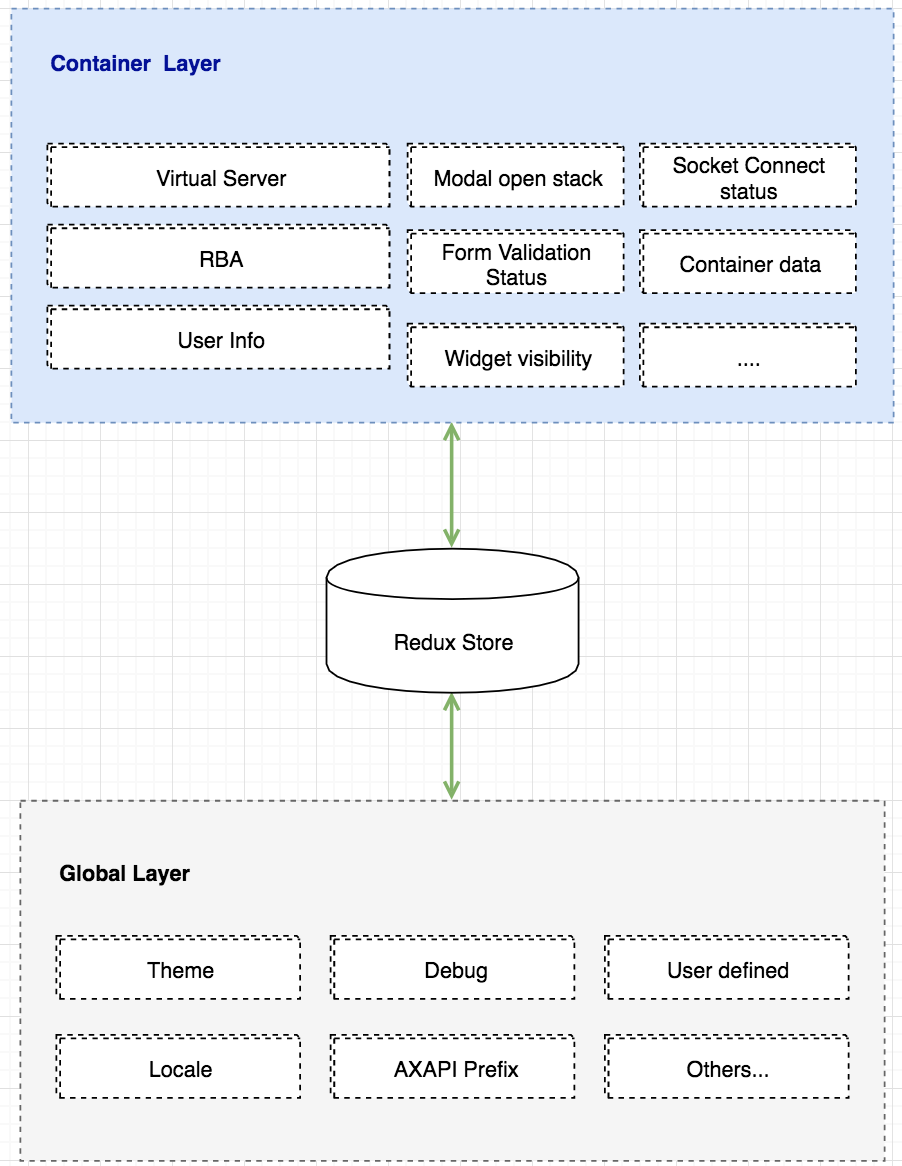 Container  Layer
Virtual Server
Modal open stack
Socket Connect
status
RBA
Form Validation
Status
Container data
User Info
Widget visibility
....
Redux Store
Global Layer
Theme
Debug
User defined
Locale
AXAPI Prefix
Others...